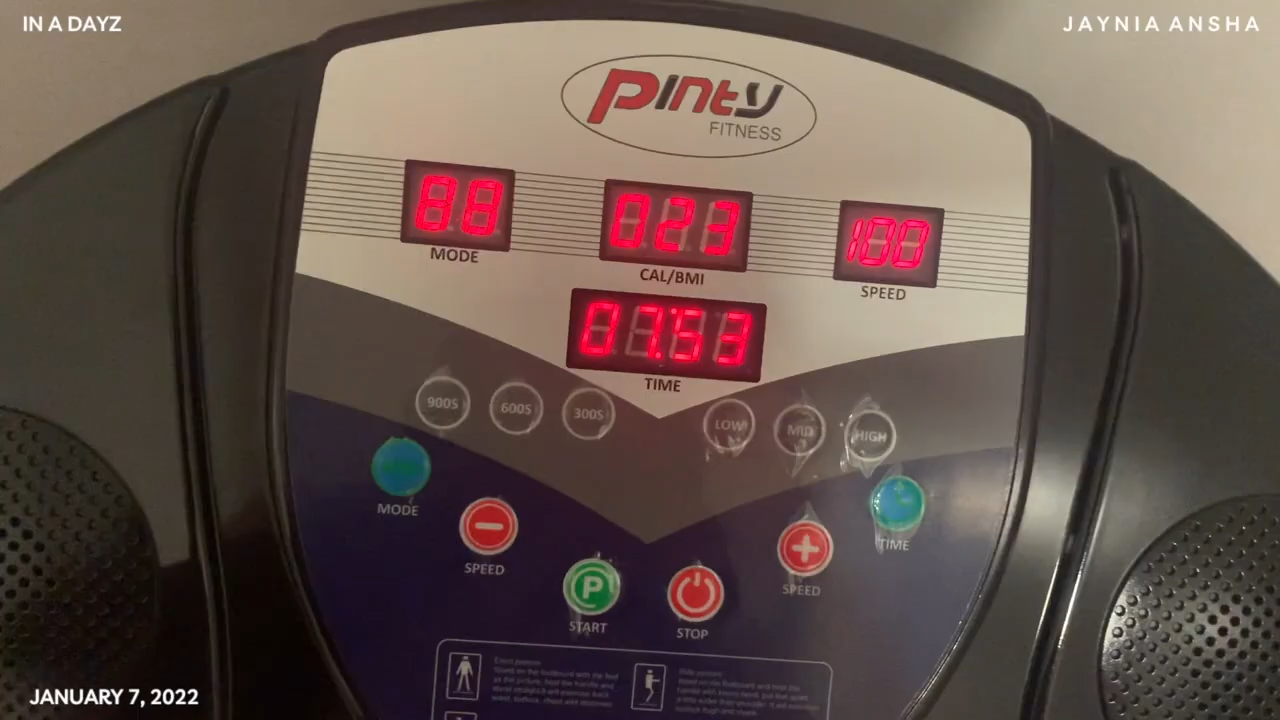 IN A DAYZ
JAYNIA ANSHA
Pinty
FITNESS
88
023
100
MODE
CAL/BMI
SPEED
07.53
TIME
900S 600S 300S LOW MID HIGH
MODE
TIME
SPEED
SPEED
P
START
STOP
JANUARY 7, 2022